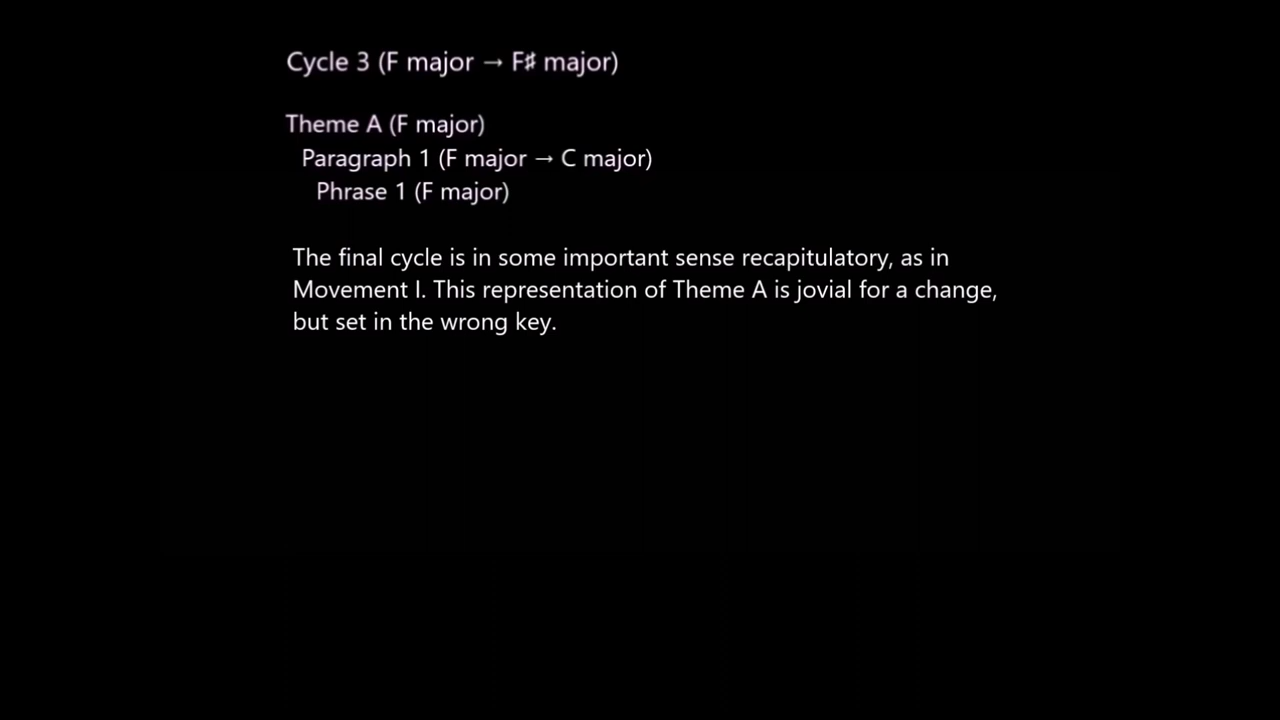 Cycle 3 (F major → F♯ major)
Theme A (F major)
Paragraph 1 (F major → C major)
Phrase 1 (F major)
The final cycle is in some important sense recapitulatory, as in
Movement I. This representation of Theme A is jovial for a change,
but set in the wrong key.